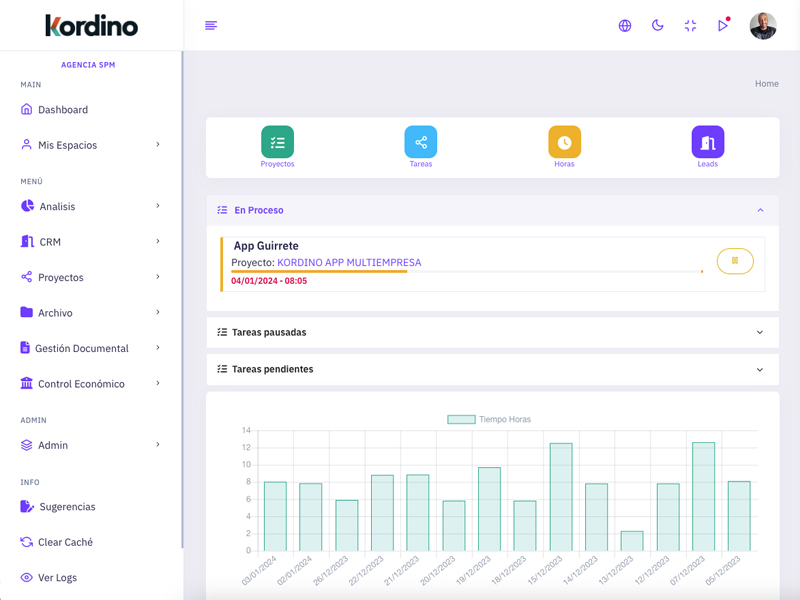 kordino
AGENCIA SPM
MAIN
Dashboard
Mis Espacios
MENÚ
Analisis
CRM
Proyectos
Archivo
Gestión Documental
Control Económico
ADMIN
Admin
INFO
Sugerencias
Clear Caché
Ver Logs
Home
Proyectos
Tareas
Horas
Leads
En Proceso
App Guirrete
Proyecto: KORDINO APP MULTIEMPRESA
04/01/2024 - 08:05
Tareas pausadas
Tareas pendientes
Tiempo Horas
14
12
10
8
6
4
2
0
03/01/2024
02/01/2024
26/12/2023
22/12/2023
21/12/2023
20/12/2023
19/12/2023
18/12/2023
15/12/2023
14/12/2023
13/12/2023
12/12/2023
07/12/2023
05/12/2023